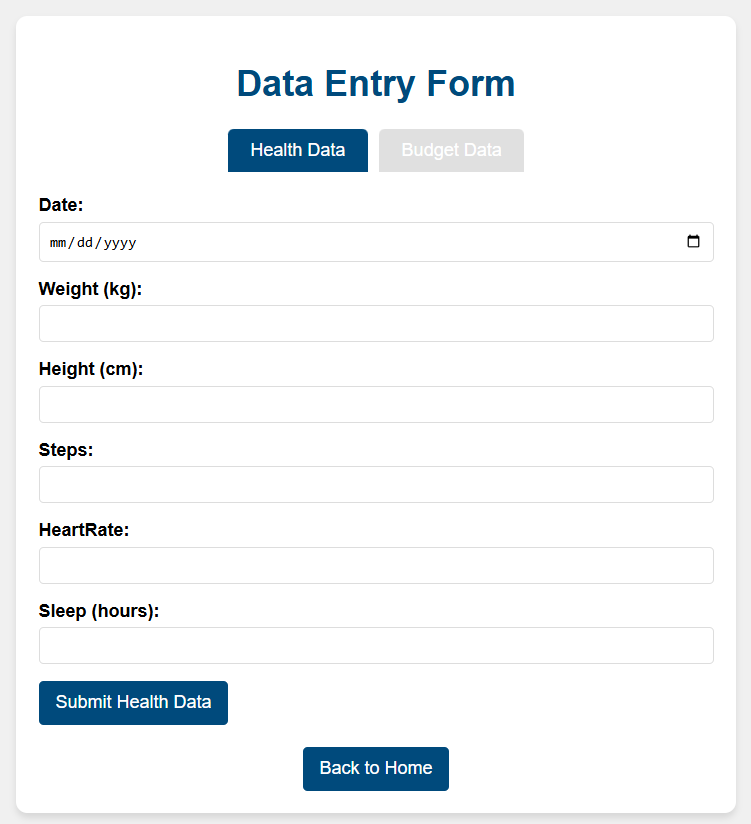 Data Entry Form
Health Data Budget Data
Date:
mm/dd/yyyy
Weight (kg):
Height (cm):
Steps:
HeartRate:
Sleep (hours):
Submit Health Data
Back to Home